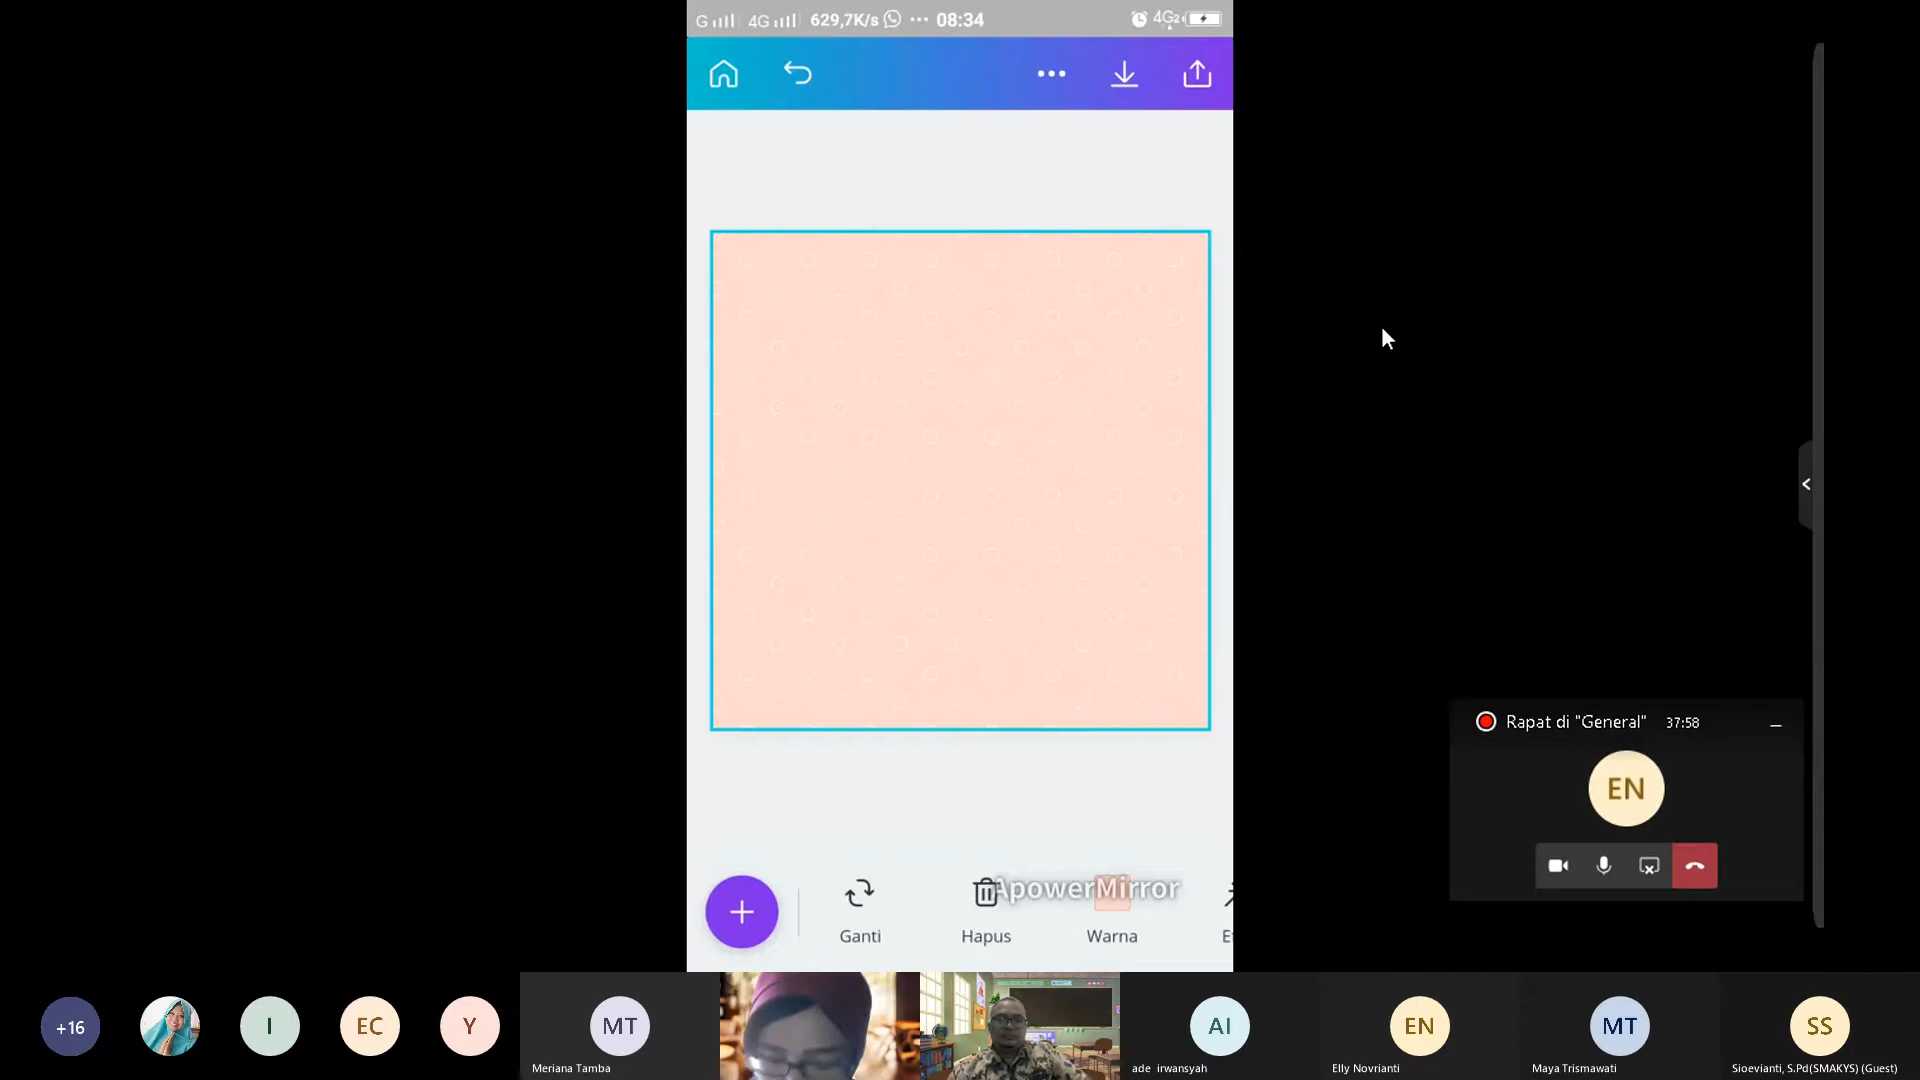 G 4G 629,7K/s ••• 08:34 4G2
Ganti
Hapus
Warna
ApowerMirror
Rapat di "General" 37:58
EN
+16
I
EC
Y
MT
Meriana Tamba
AI
ade irwansyah
EN
Elly Novrianti
MT
Maya Trismawati
SS
Sioevianti, S.Pd(SMAKYS) (Guest)